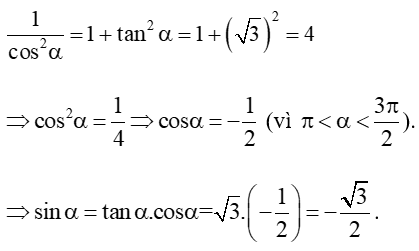 1/cos²α = 1 + tan² α = 1 + (√3)² = 4
⇒ cos²α = 1/4 ⇒ cosα = −1/2 (vì π < α < 3π/2).
⇒ sin α = tan α.cosα = √3.(−1/2) = −√3/2 .